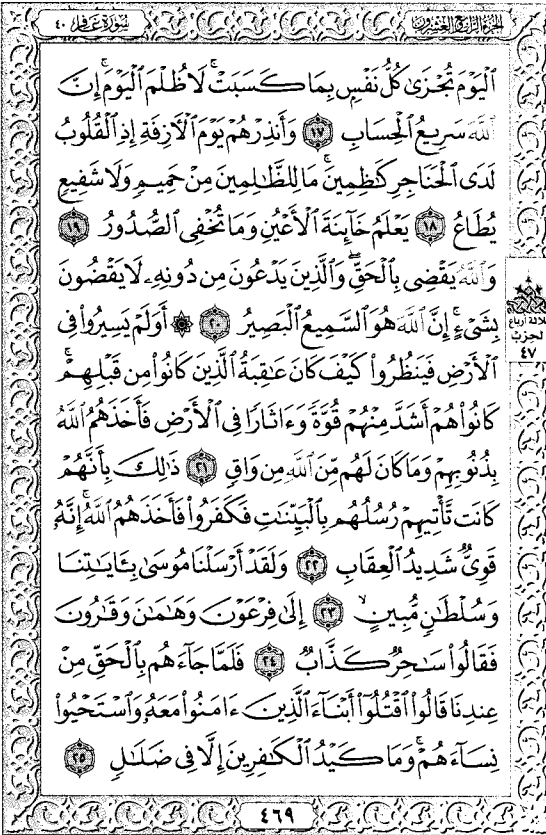 الجزء الرابع والعشرون
سورة غافر ٤٠
ٱلۡيَوۡمَ تُجۡزَىٰ كُلُّ نَفۡسِۭ بِمَا كَسَبَتۡۚ لَا ظُلۡمَ ٱلۡيَوۡمَۚ إِنَّ
ٱللَّهَ سَرِيعُ ٱلۡحِسَابِ ١٧ وَأَنذِرۡهُمۡ يَوۡمَ ٱلۡأٓزِفَةِ إِذِ ٱلۡقُلُوبُ
لَدَى ٱلۡحَنَاجِرِ كَٰظِمِينَۚ مَا لِلظَّٰلِمِينَ مِنۡ حَمِيمٖ وَلَا شَفِيعٖ
يُطَاعُ ١٨ يَعۡلَمُ خَآئِنَةَ ٱلۡأَعۡيُنِ وَمَا تُخۡفِي ٱلصُّدُورُ ١٩
وَٱللَّهُ يَقۡضِي بِٱلۡحَقِّۖ وَٱلَّذِينَ يَدۡعُونَ مِن دُونِهِۦ لَا يَقۡضُونَ
بِشَيۡءٍۗ إِنَّ ٱللَّهَ هُوَ ٱلسَّمِيعُ ٱلۡبَصِيرُ ٢٠ ۞ أَوَلَمۡ يَسِيرُواْ فِي
ٱلۡأَرۡضِ فَيَنظُرُواْ كَيۡفَ كَانَ عَٰقِبَةُ ٱلَّذِينَ كَانُواْ مِن قَبۡلِهِمۡۚ
كَانُواْ هُمۡ أَشَدَّ مِنۡهُمۡ قُوَّةٗ وَءَاثَارٗا فِي ٱلۡأَرۡضِ فَأَخَذَهُمُ ٱللَّهُ
بِذُنُوبِهِمۡ وَمَا كَانَ لَهُم مِّنَ ٱللَّهِ مِن وَاقٖ ٢١ ذَٰلِكَ بِأَنَّهُمۡ
كَانَت تَّأۡتِيهِمۡ رُسُلُهُم بِٱلۡبَيِّنَٰتِ فَكَفَرُواْ فَأَخَذَهُمُ ٱللَّهُۚ إِنَّهُۥ
قَوِيّٞ شَدِيدُ ٱلۡعِقَابِ ٢٢ وَلَقَدۡ أَرۡسَلۡنَا مُوسَىٰ بِـَٔايَٰتِنَا
وَسُلۡطَٰنٖ مُّبِينٍ ٢٣ إِلَىٰ فِرۡعَوۡنَ وَهَٰمَٰنَ وَقَٰرُونَ
فَقَالُواْ سَٰحِرٞ كَذَّابٞ ٢٤ فَلَمَّا جَآءَهُم بِٱلۡحَقِّ مِنۡ
عِندِنَا قَالُواْ ٱقۡتُلُوٓاْ أَبۡنَآءَ ٱلَّذِينَ ءَامَنُواْ مَعَهُۥ وَٱسۡتَحۡيُواْ
نِسَآءَهُمۡۚ وَمَا كَيۡدُ ٱلۡكَٰفِرِينَ إِلَّا فِي ضَلَٰلٖ ٢٥
ثلاثة أرباع
الحزب
٤٧
٤٦٩